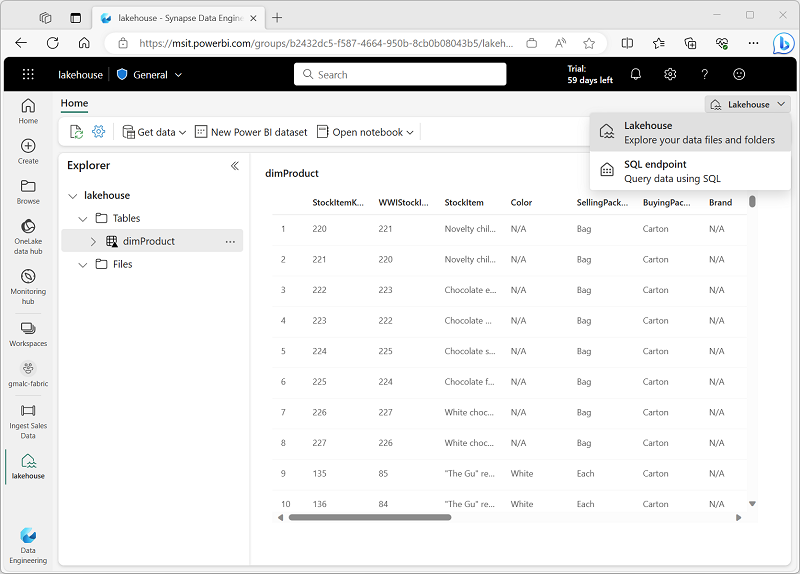 lakehouse - Synapse Data Engine
https://msit.powerbi.com/groups/b2432dc5-f587-4664-950b-8cb0b08043b5/lakeh...
lakehouse
General
Search
Trial:
59 days left
Home
Create
Browse
OneLake
data hub
Monitoring
hub
Workspaces
gmalc-fabric
Ingest Sales
Data
lakehouse
Data
Engineering
Home
Lakehouse
Get data
New Power BI dataset
Open notebook
Lakehouse
Explore your data files and folders
SQL endpoint
Query data using SQL
Explorer
lakehouse
Tables
dimProduct
Files
dimProduct
StockItemK... WWIStockI... StockItem Color SellingPack... BuyingPac... Brand
1 220 221 Novelty chil... N/A Bag Carton N/A
2 221 220 Novelty chil... N/A Bag Carton N/A
3 222 223 Chocolate e... N/A Bag Carton N/A
4 223 222 Chocolate ... N/A Bag Carton N/A
5 224 225 Chocolate s... N/A Bag Carton N/A
6 225 224 Chocolate f... N/A Bag Carton N/A
7 226 227 White choc... N/A Bag Carton N/A
8 227 226 White choc... N/A Bag Carton N/A
9 135 85 "The Gu" re... White Each Carton N/A
10 136 84 "The Gu" re... White Each Carton N/A